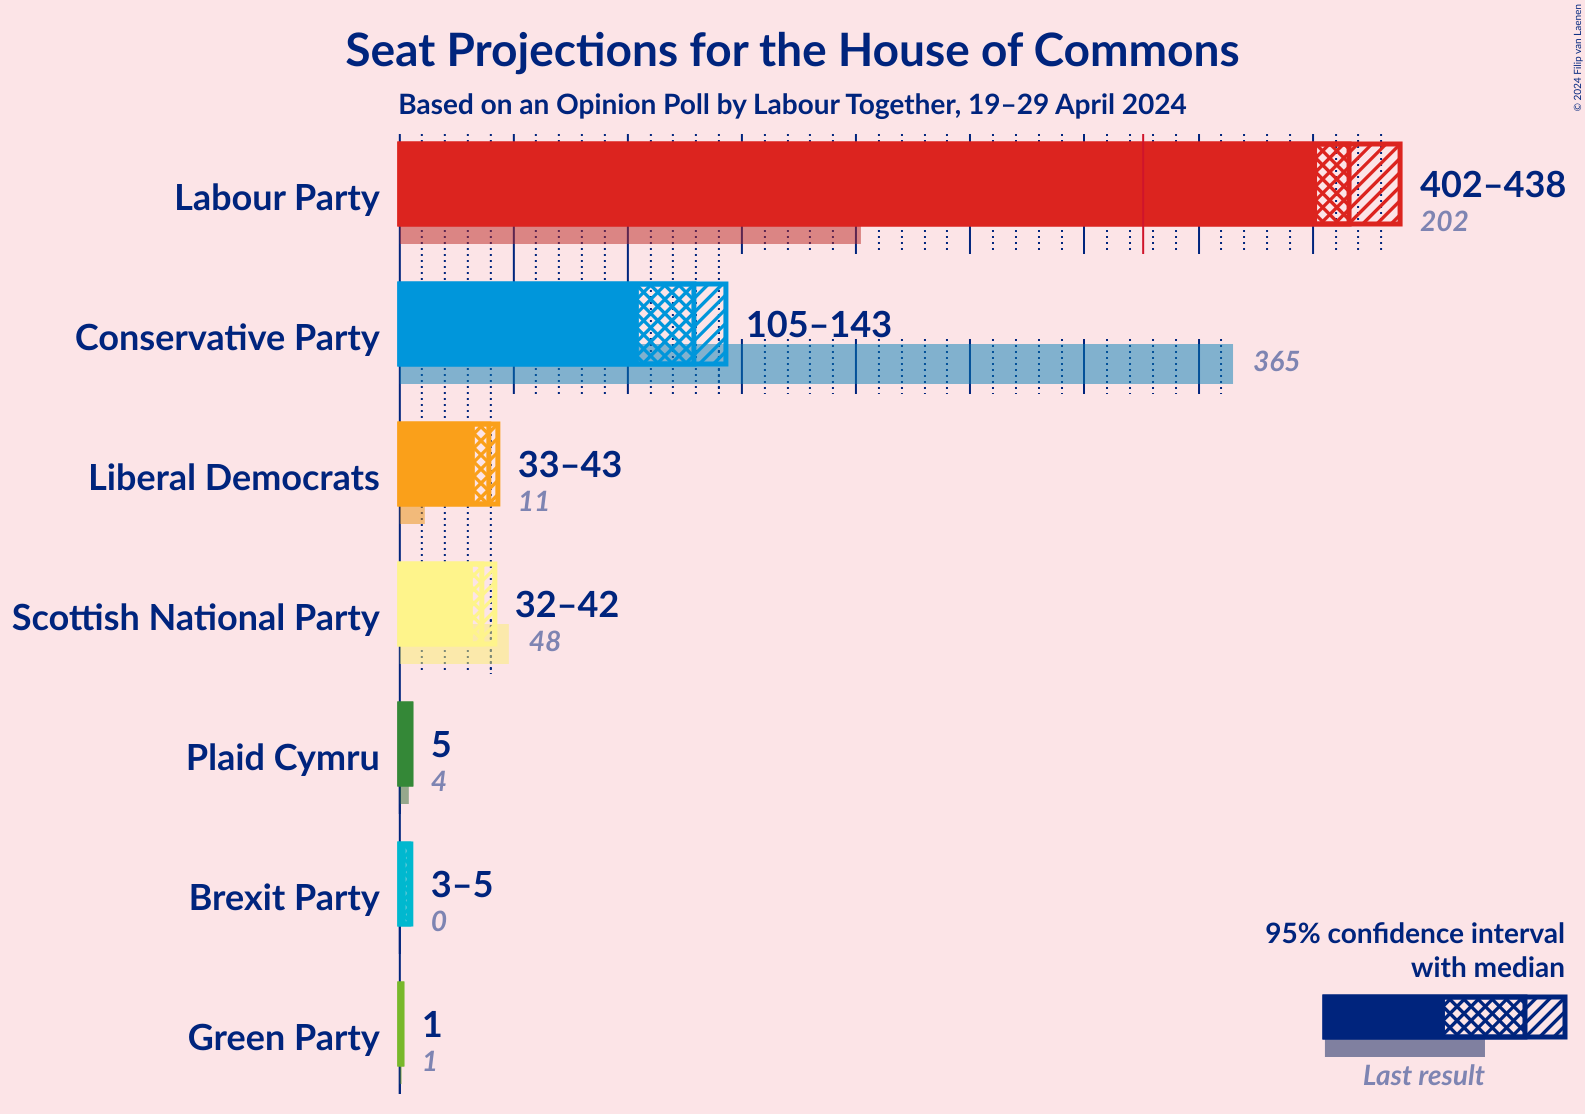 Seat Projections for the House of Commons
Based on an Opinion Poll by Labour Together, 19–29 April 2024
© 2024 Filip van Laenen
Labour Party
402–438
202
Conservative Party
105–143
365
Liberal Democrats
33–43
11
Scottish National Party
32–42
48
Plaid Cymru
5
4
Brexit Party
3–5
0
Green Party
1
1
95% confidence interval
with median
Last result